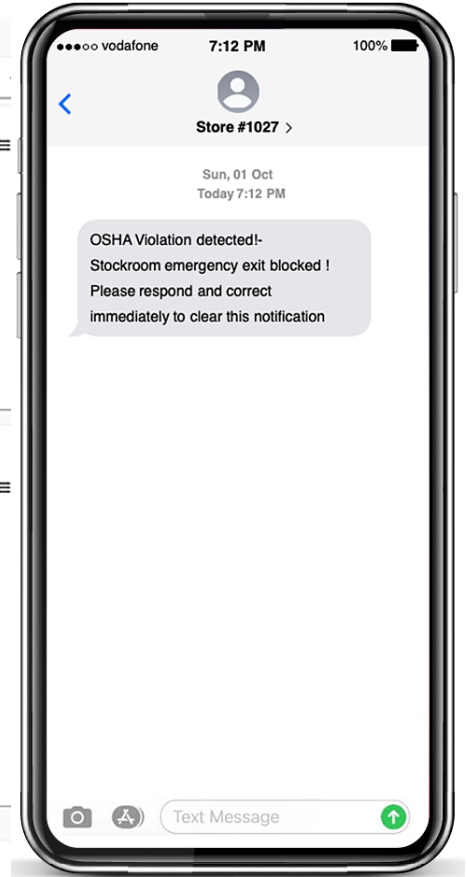 vodafone 7:12 PM 100%
Store #1027 >
Sun, 01 Oct
Today 7:12 PM
OSHA Violation detected!-
Stockroom emergency exit blocked !
Please respond and correct
immediately to clear this notification
Text Message